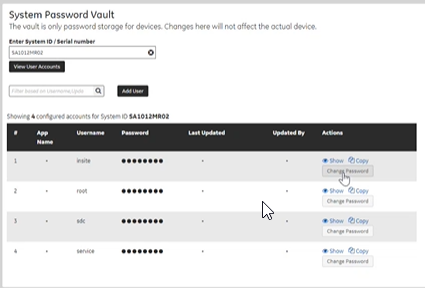 System Password Vault
The vault is only password storage for devices. Changes here will not affect the actual device.
Enter System ID / Serial number
SA1012MR02
View User Accounts
Filter based on Username/Option
Add User
Showing 4 configured accounts for System ID SA1012MR02
# App Name Username Password Last Updated Updated By Actions
1 - insite ●●●●●●●● - - Show Copy
Change Password
2 - root ●●●●●●●● - - Show Copy
Change Password
3 - sdc ●●●●●●●● - - Show Copy
Change Password
4 - service ●●●●●●●● - - Show Copy
Change Password